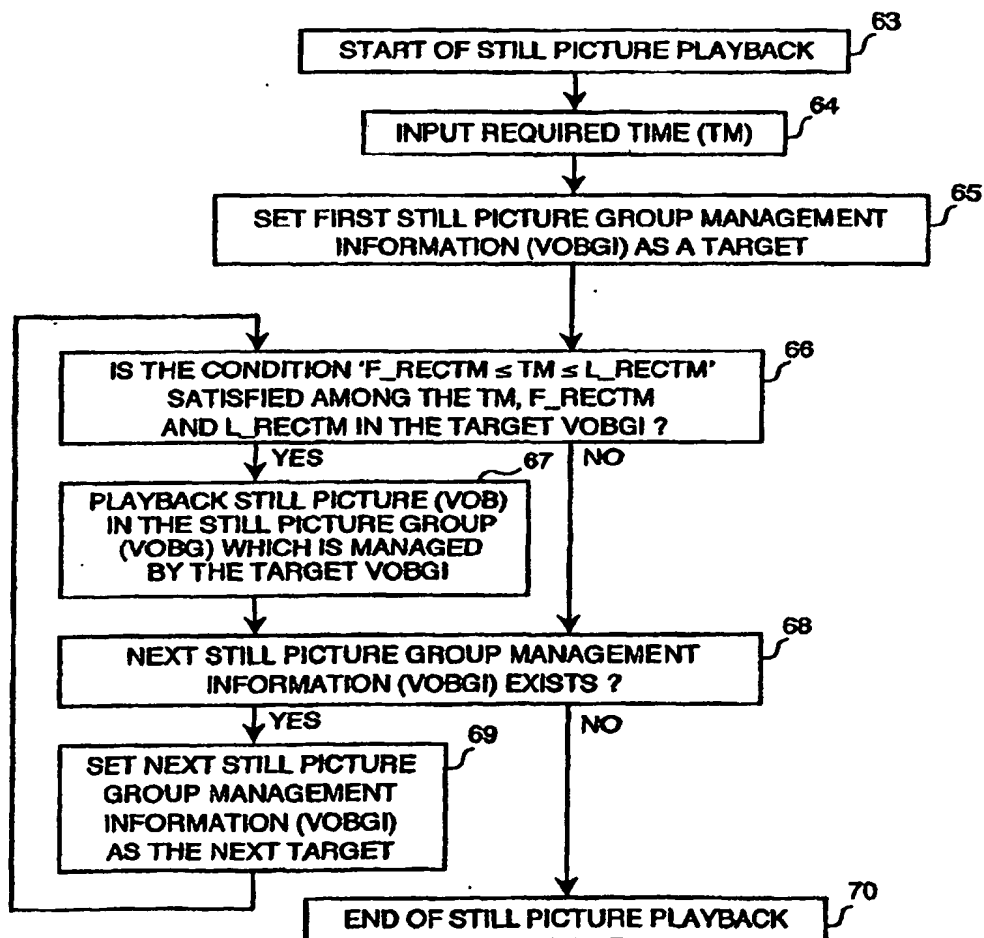 63
START OF STILL PICTURE PLAYBACK
64
INPUT REQUIRED TIME (TM)
65
SET FIRST STILL PICTURE GROUP MANAGEMENT
INFORMATION (VOBGI) AS A TARGET
66
IS THE CONDITION 'F_RECTM ≤ TM ≤ L_RECTM'
SATISFIED AMONG THE TM, F_RECTM
AND L_RECTM IN THE TARGET VOBGI ?
YES
NO
67
PLAYBACK STILL PICTURE (VOB)
IN THE STILL PICTURE GROUP
(VOBG) WHICH IS MANAGED
BY THE TARGET VOBGI
68
NEXT STILL PICTURE GROUP MANAGEMENT
INFORMATION (VOBGI) EXISTS ?
YES
NO
69
SET NEXT STILL PICTURE
GROUP MANAGEMENT
INFORMATION (VOBGI)
AS THE NEXT TARGET
70
END OF STILL PICTURE PLAYBACK